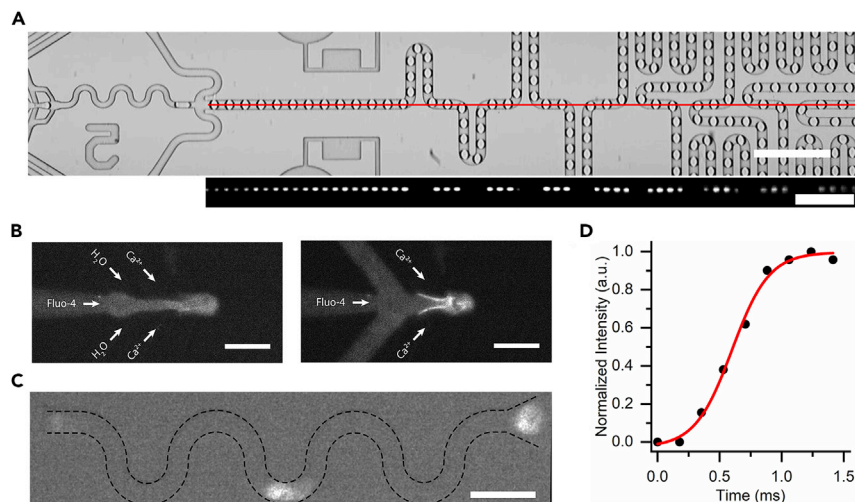 A
B
H₂O
Ca²⁺
Fluo-4
H₂O
Ca²⁺
Ca²⁺
Fluo-4
Ca²⁺
C
D
Normalized Intensity (a.u.)
1.0
0.8
0.6
0.4
0.2
0.0
0.0 0.5 1.0 1.5
Time (ms)